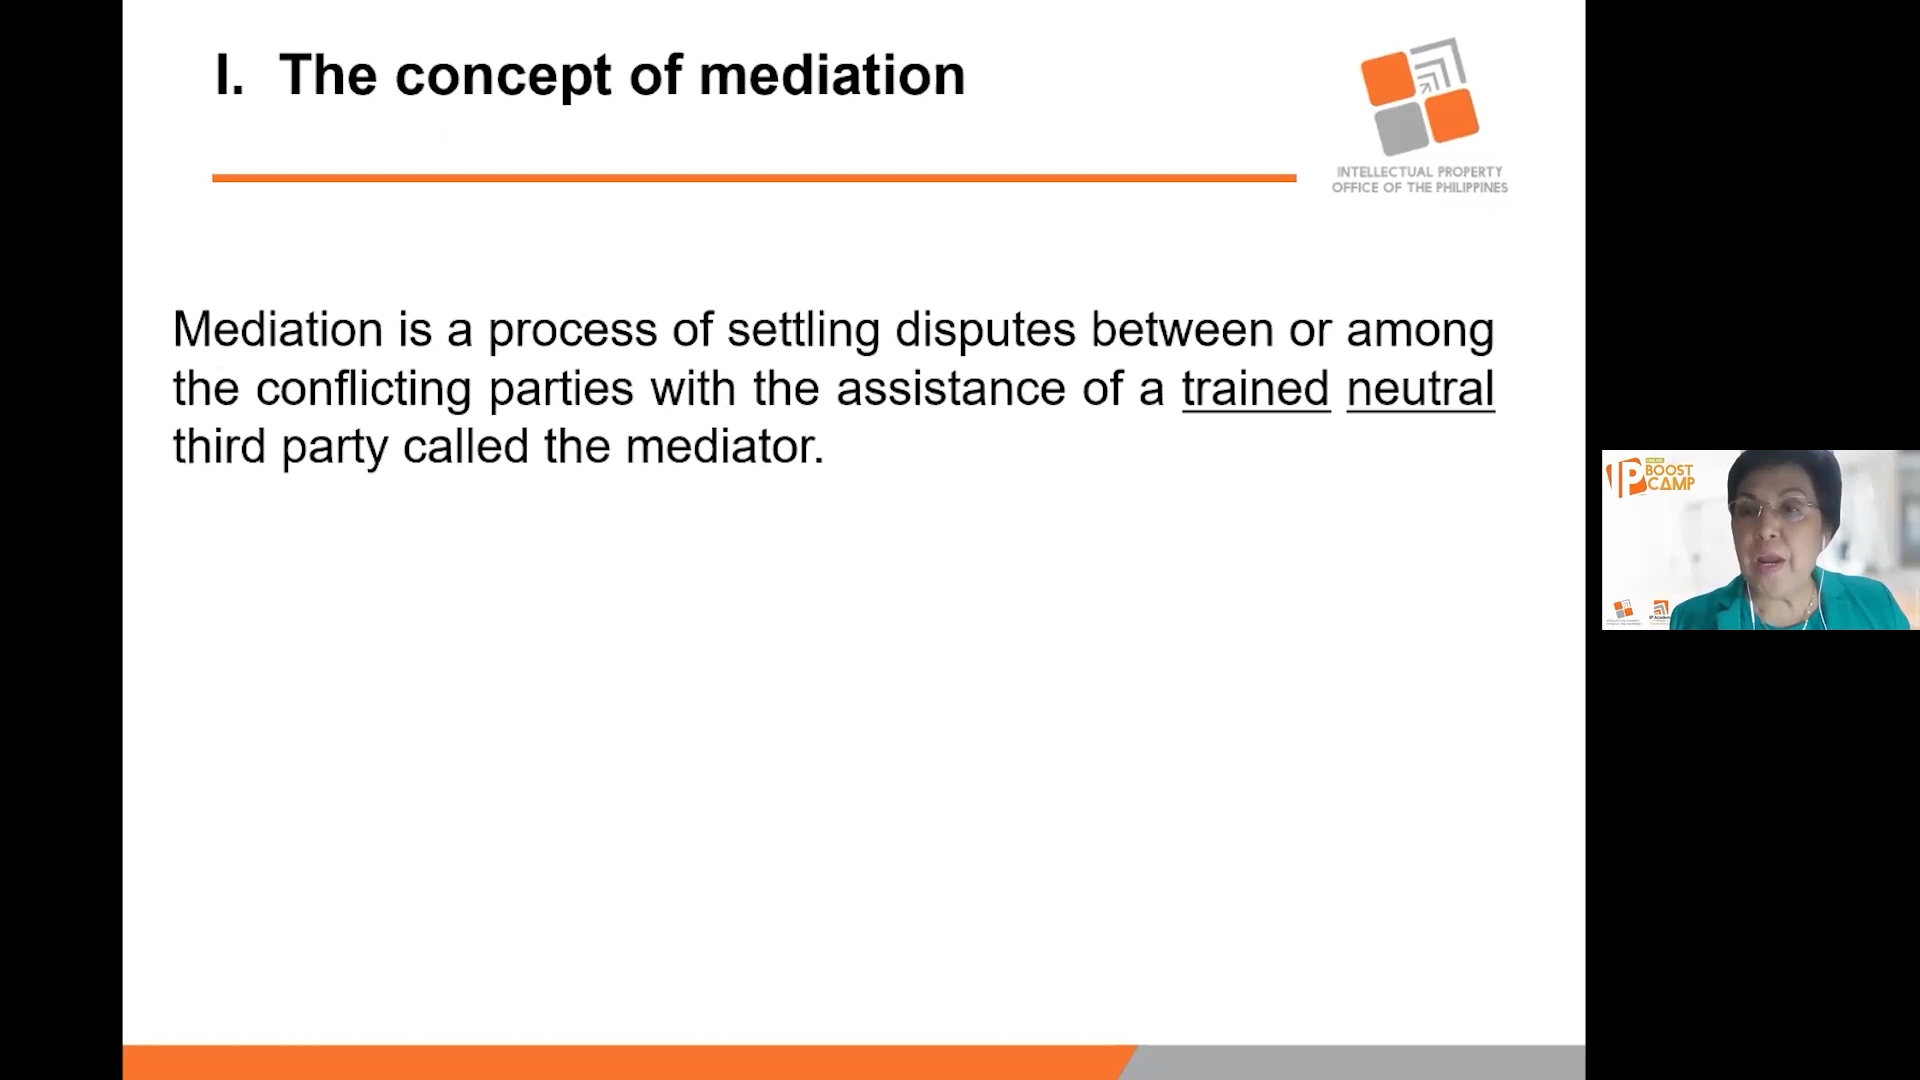 I. The concept of mediation
INTELLECTUAL PROPERTY
OFFICE OF THE PHILIPPINES
Mediation is a process of settling disputes between or among
the conflicting parties with the assistance of a trained neutral
third party called the mediator.
IP BOOST
CAMP